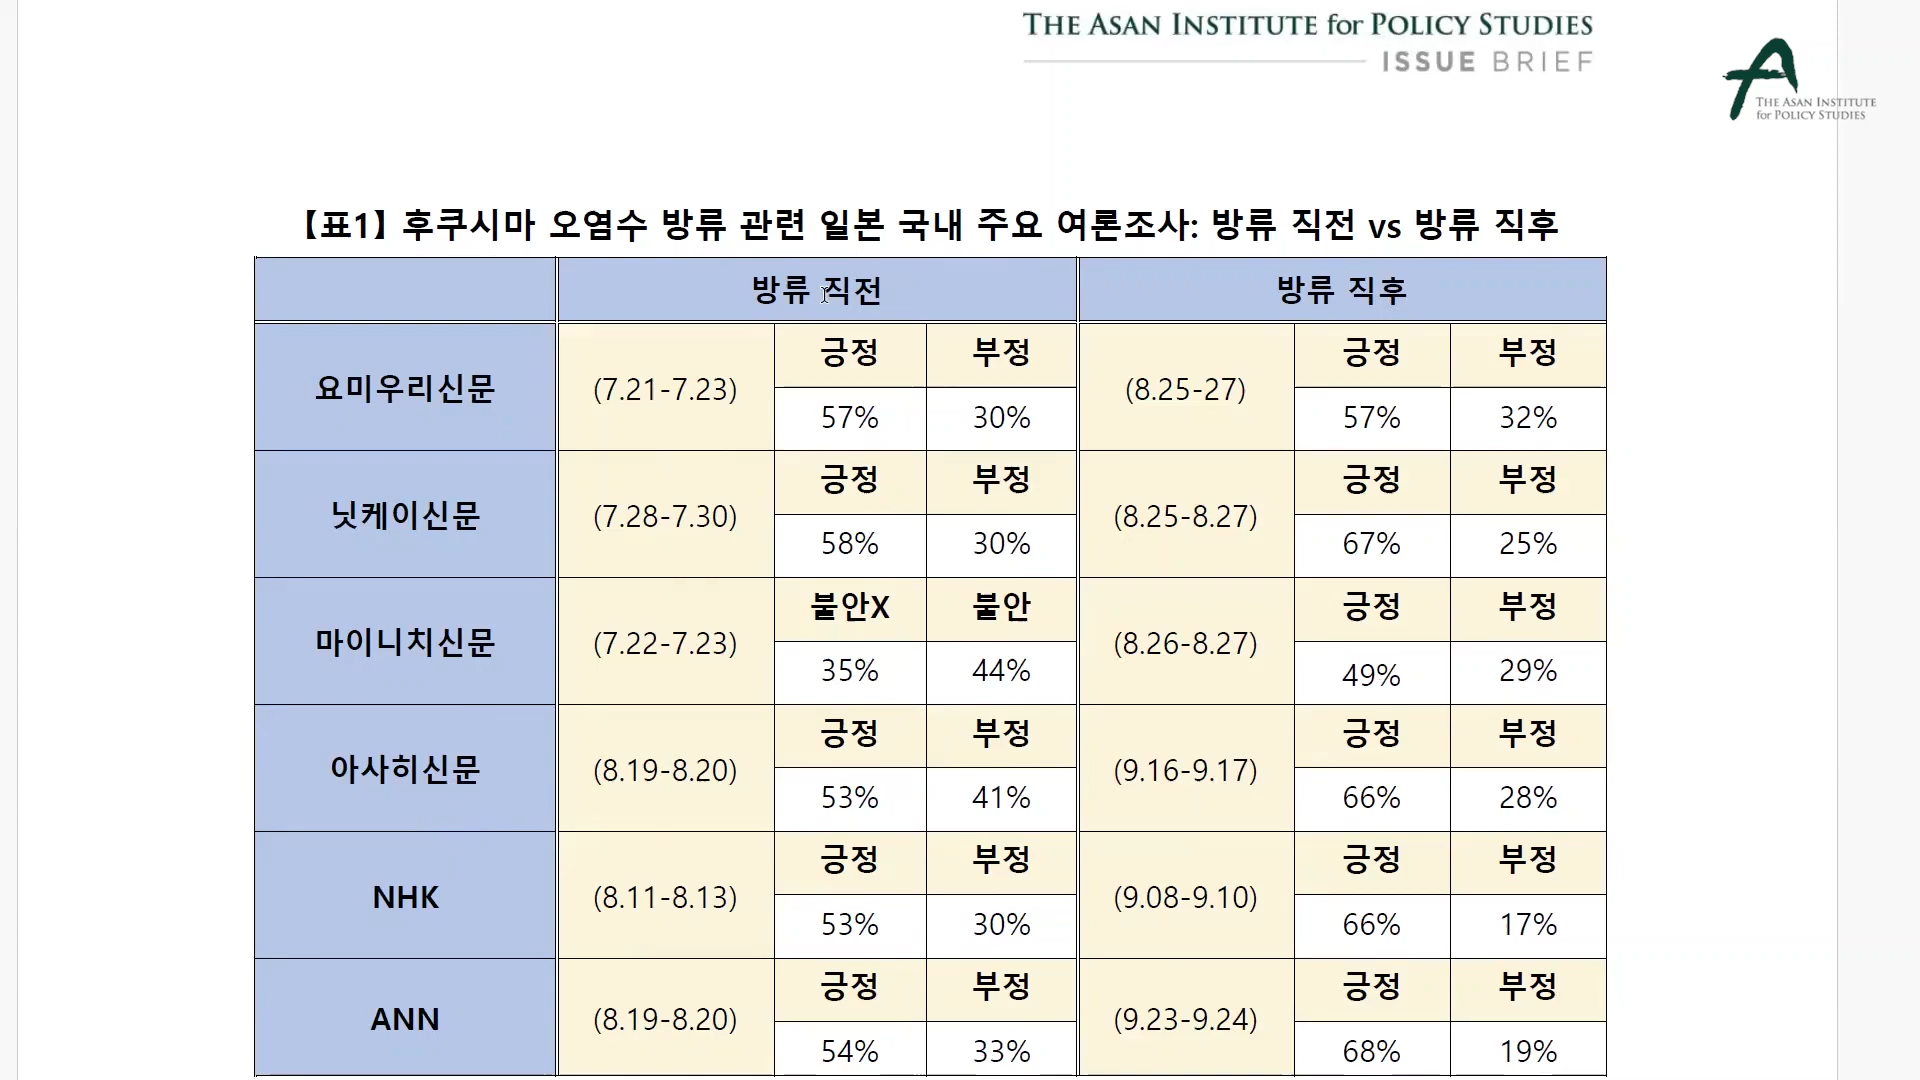 THE ASAN INSTITUTE for POLICY STUDIES
ISSUE BRIEF
THE ASAN INSTITUTE
for POLICY STUDIES
【표1】 후쿠시마 오염수 방류 관련 일본 국내 주요 여론조사: 방류 직전 vs 방류 직후
방류 직전 방류 직후
요미우리신문 (7.21-7.23) 긍정 부정 (8.25-27) 긍정 부정
57% 30% 57% 32%
닛케이신문 (7.28-7.30) 긍정 부정 (8.25-8.27) 긍정 부정
58% 30% 67% 25%
마이니치신문 (7.22-7.23) 불안X 불안 (8.26-8.27) 긍정 부정
35% 44% 49% 29%
아사히신문 (8.19-8.20) 긍정 부정 (9.16-9.17) 긍정 부정
53% 41% 66% 28%
NHK (8.11-8.13) 긍정 부정 (9.08-9.10) 긍정 부정
53% 30% 66% 17%
ANN (8.19-8.20) 긍정 부정 (9.23-9.24) 긍정 부정
54% 33% 68% 19%